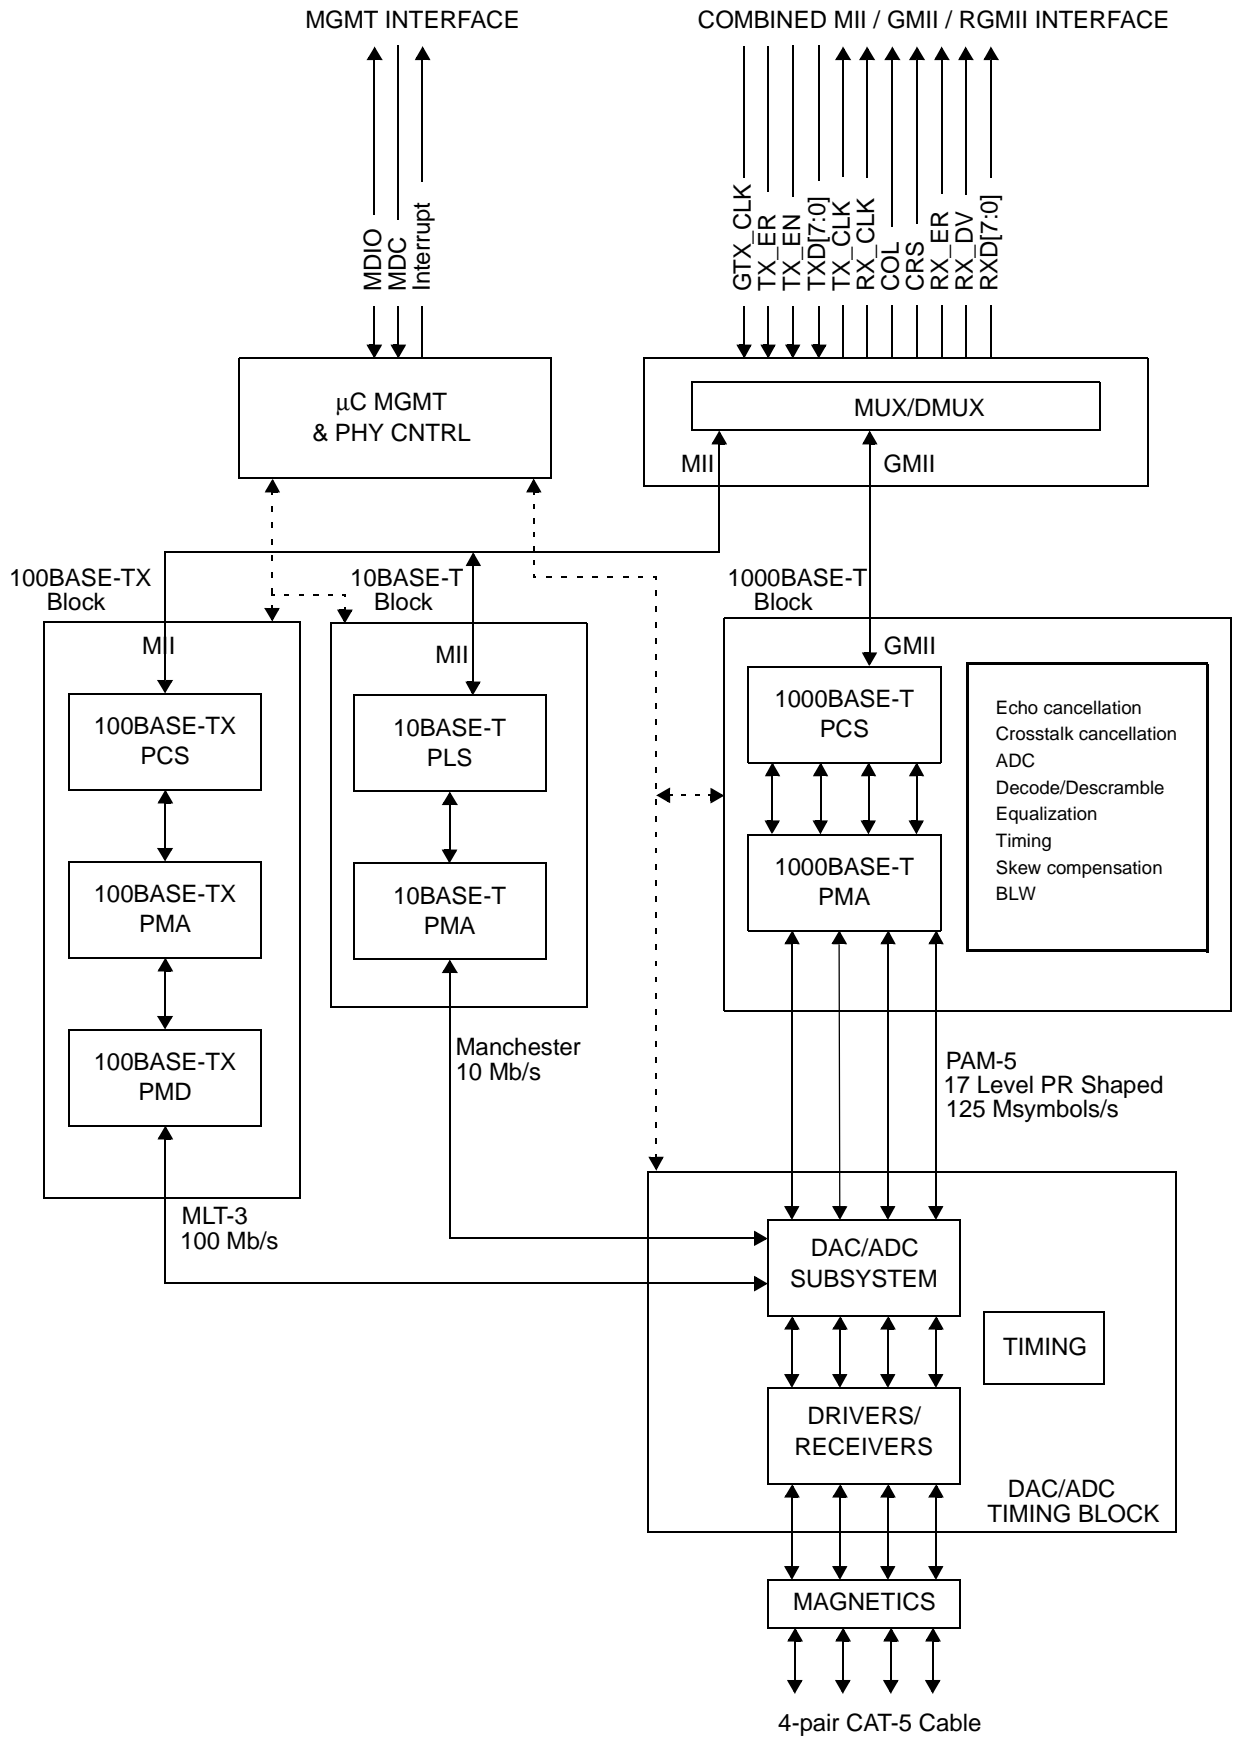 MGMT INTERFACE
COMBINED MII / GMII / RGMII INTERFACE
MDIO
MDC
Interrupt
GTX_CLK
TX_ER
TX_EN
TXD[7:0]
TX_CLK
RX_CLK
COL
CRS
RX_ER
RX_DV
RXD[7:0]
µC MGMT
& PHY CNTRL
MUX/DMUX
MII
GMII
100BASE-TX
Block
10BASE-T
Block
1000BASE-T
Block
MII
100BASE-TX
PCS
100BASE-TX
PMA
100BASE-TX
PMD
MLT-3
100 Mb/s
MII
10BASE-T
PLS
10BASE-T
PMA
Manchester
10 Mb/s
GMII
1000BASE-T
PCS
1000BASE-T
PMA
Echo cancellation
Crosstalk cancellation
ADC
Decode/Descramble
Equalization
Timing
Skew compensation
BLW
PAM-5
17 Level PR Shaped
125 Msymbols/s
DAC/ADC
SUBSYSTEM
TIMING
DRIVERS/
RECEIVERS
DAC/ADC
TIMING BLOCK
MAGNETICS
4-pair CAT-5 Cable